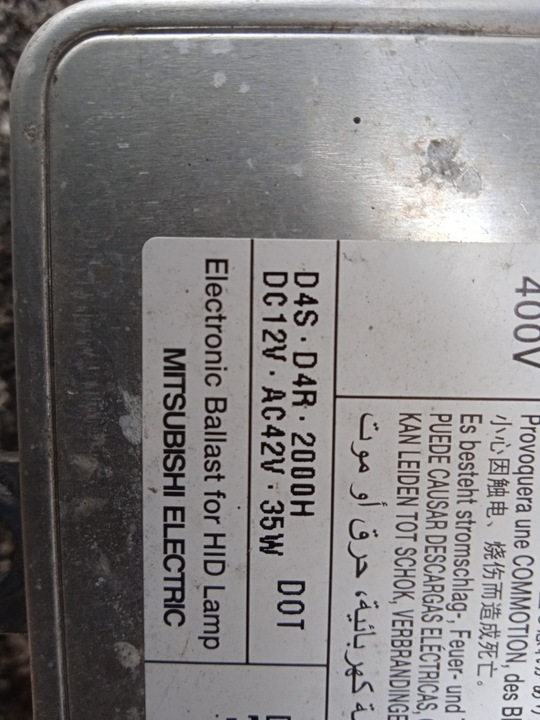 400V
Provoquera une COMMOTION, des
小心因触电、烧伤而造成死亡。
Es besteht stromschlag-, Feuer- und
PUEDE CAUSAR DESCARGAS ELÉCTRICAS,
KAN LEIDEN TOT SCHOK, VERBRANDINGE
كهربائية، حرق أو موت
D4S·D4R·2000H
DC12V·AC42V·35W DOT
Electronic Ballast for HID Lamp
MITSUBISHI ELECTRIC